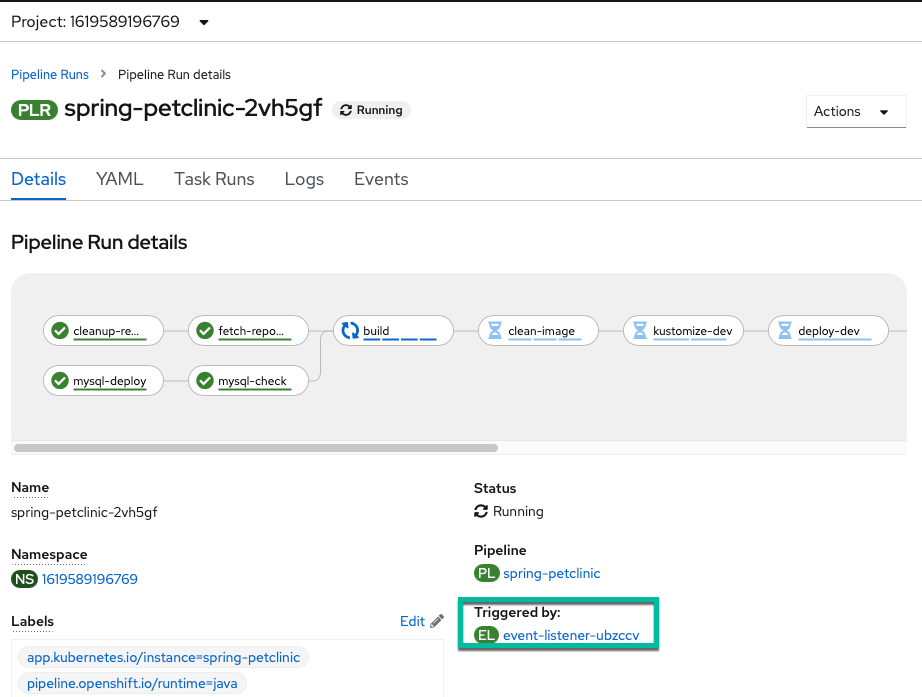 Project: 1619589196769
Pipeline Runs > Pipeline Run details
PLR spring-petclinic-2vh5gf Running
Actions
Details YAML Task Runs Logs Events
Pipeline Run details
cleanup-re... fetch-repo... build clean-image kustomize-dev deploy-dev
mysql-deploy mysql-check
Name
spring-petclinic-2vh5gf
Namespace
NS 1619589196769
Labels Edit
app.kubernetes.io/instance=spring-petclinic
pipeline.openshift.io/runtime=java
Status
Running
Pipeline
PL spring-petclinic
Triggered by:
EL event-listener-ubzccv